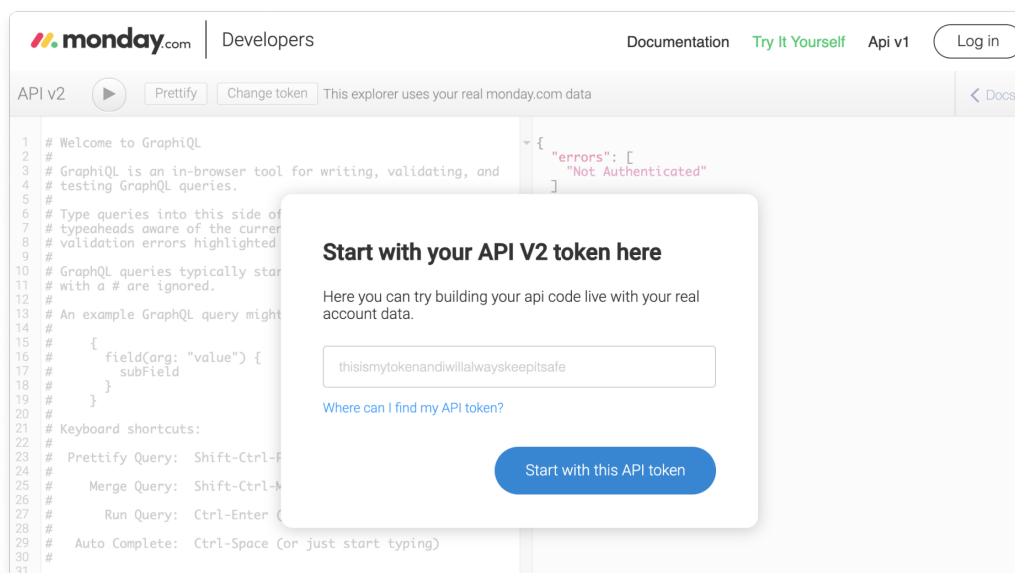 monday.com Developers Documentation Try It Yourself Api v1 Log in
API v2 Prettify Change token This explorer uses your real monday.com data Docs
1 # Welcome to GraphiQL
2 #
3 # GraphiQL is an in-browser tool for writing, validating, and
4 # testing GraphQL queries.
5 #
6 # Type queries into this side of
7 # typeaheads aware of the curren
8 # validation errors highlighted
9 #
10 # GraphQL queries typically star
11 # with a # are ignored.
12 #
13 # An example GraphQL query might
14 #
15 # {
16 # field(arg: "value") {
17 # subField
18 # }
19 # }
20 #
21 # Keyboard shortcuts:
22 #
23 # Prettify Query: Shift-Ctrl-P
24 #
25 # Merge Query: Shift-Ctrl-M
26 #
27 # Run Query: Ctrl-Enter (
28 #
29 # Auto Complete: Ctrl-Space (or just start typing)
30 #
31
{
"errors": [
"Not Authenticated"
]
Start with your API V2 token here
Here you can try building your api code live with your real
account data.
thisismytokenandiwillalwayskeepitsafe
Where can I find my API token?
Start with this API token